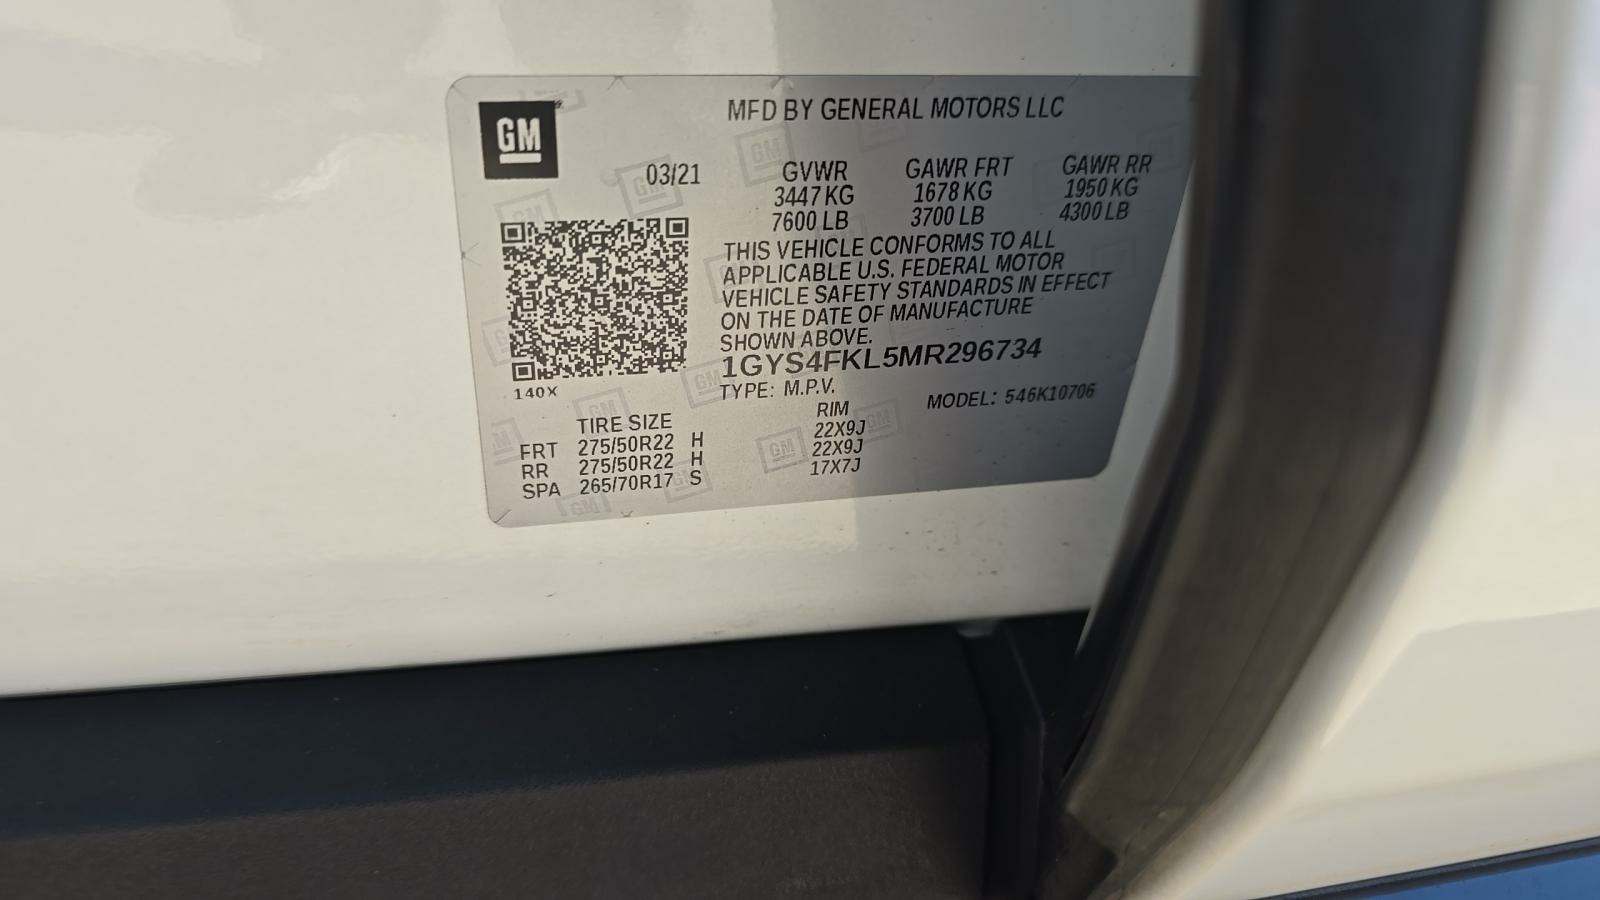 GM
MFD BY GENERAL MOTORS LLC
03/21 GVWR GAWR FRT GAWR RR
3447 KG 1678 KG 1950 KG
7600 LB 3700 LB 4300 LB
THIS VEHICLE CONFORMS TO ALL
APPLICABLE U.S. FEDERAL MOTOR
VEHICLE SAFETY STANDARDS IN EFFECT
ON THE DATE OF MANUFACTURE
SHOWN ABOVE.
1GYS4FKL5MR296734
TYPE: M.P.V. MODEL: 546K10706
140X
TIRE SIZE RIM
FRT 275/50R22 H 22X9J
RR 275/50R22 H 22X9J
SPA 265/70R17 S 17X7J